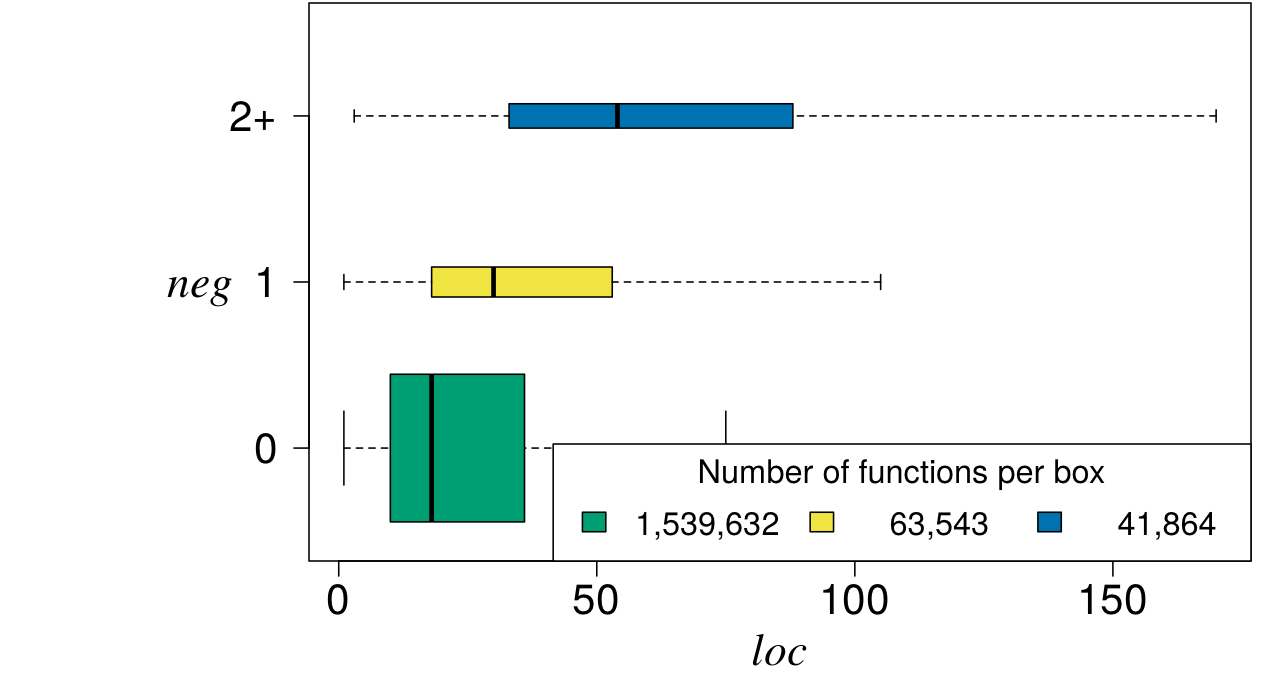 2+
neg 1
0
Number of functions per box
1,539,632 63,543 41,864
0 50 100 150
loc